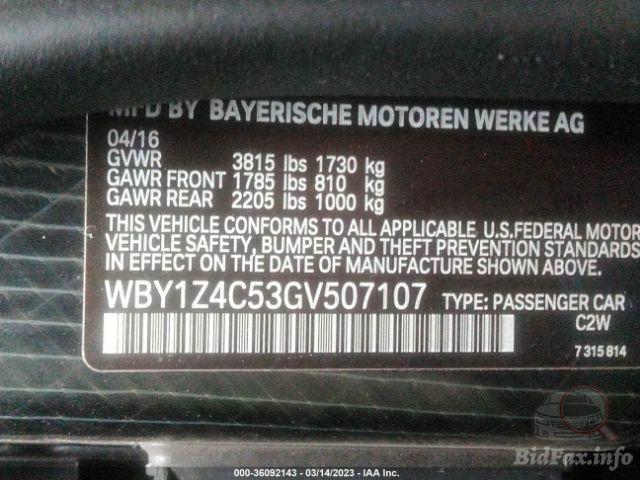 MFD BY BAYERISCHE MOTOREN WERKE AG
04/16
GVWR 3815 lbs 1730 kg
GAWR FRONT 1785 lbs 810 kg
GAWR REAR 2205 lbs 1000 kg
THIS VEHICLE CONFORMS TO ALL APPLICABLE U.S.FEDERAL MOTOR
VEHICLE SAFETY, BUMPER AND THEFT PREVENTION STANDARDS
IN EFFECT ON THE DATE OF MANUFACTURE SHOWN ABOVE.
WBY1Z4C53GV507107 TYPE: PASSENGER CAR
C2W
7 315 814
BidFax.info
000-36092143 - 03/14/2023 - IAA Inc.